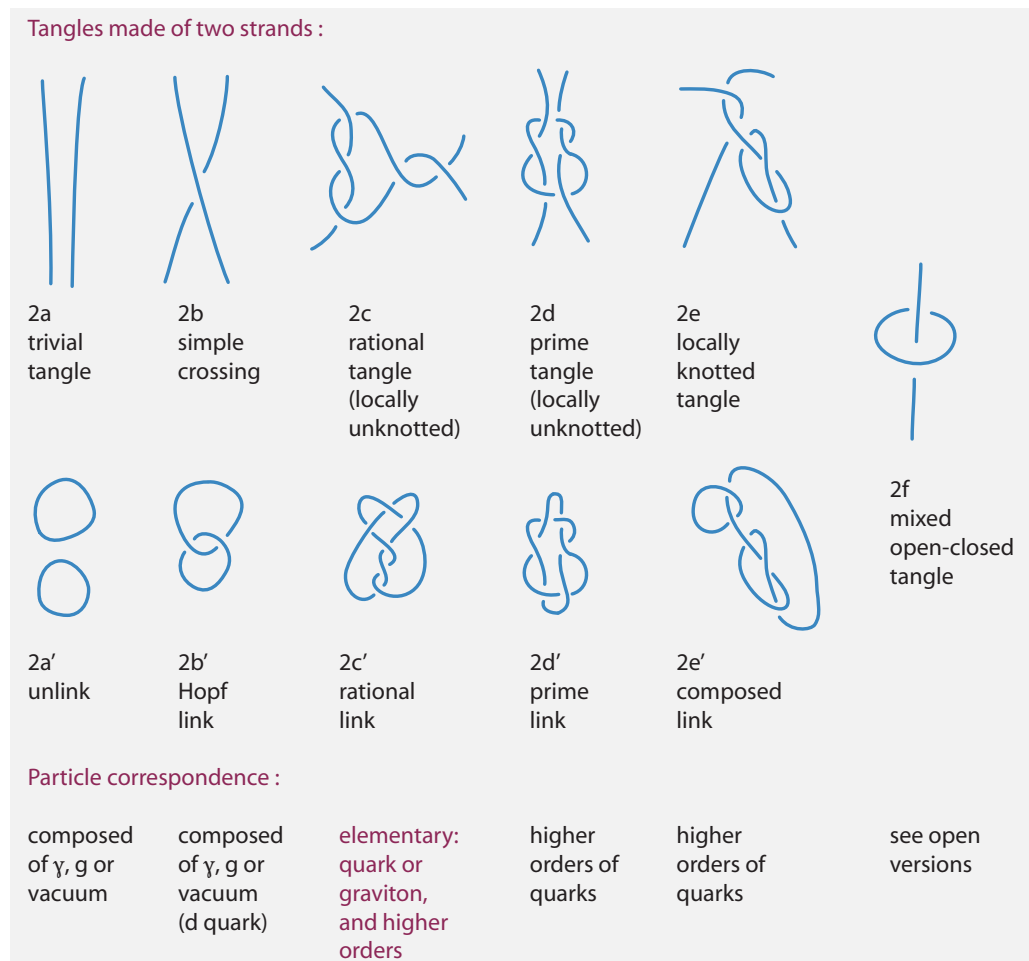 Tangles made of two strands :
2a
trivial
tangle
2b
simple
crossing
2c
rational
tangle
(locally
unknotted)
2d
prime
tangle
(locally
unknotted)
2e
locally
knotted
tangle
2f
mixed
open-closed
tangle
2a’
unlink
2b’
Hopf
link
2c’
rational
link
2d’
prime
link
2e’
composed
link
Particle correspondence :
composed
of γ, g or
vacuum
composed
of γ, g or
vacuum
(d quark)
elementary:
quark or
graviton,
and higher
orders
higher
orders of
quarks
higher
orders of
quarks
see open
versions